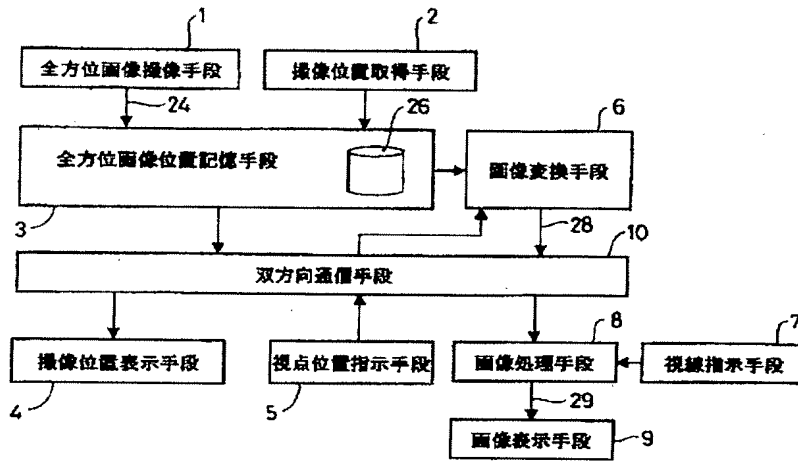 1
2
全方位画像撮像手段
撮像位置取得手段
24
26
6
全方位画像位置記憶手段
画像変換手段
3
28
10
双方向通信手段
8
7
撮像位置表示手段
視点位置指示手段
画像処理手段
視線指示手段
4
5
29
画像表示手段
9